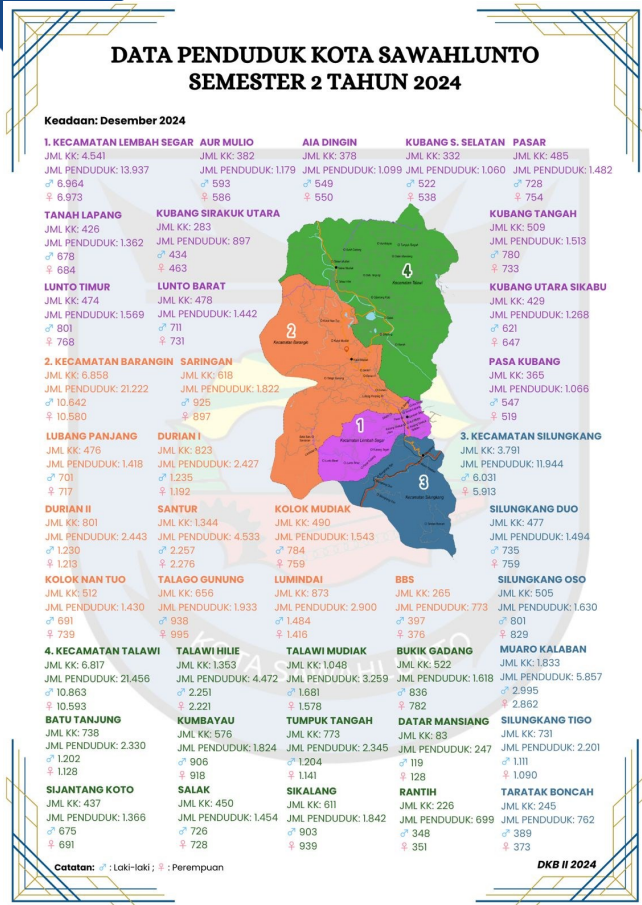 DATA PENDUDUK KOTA SAWAHLUNTO
SEMESTER 2 TAHUN 2024
Keadaan: Desember 2024
1. KECAMATAN LEMBAH SEGAR
JML KK: 4.541
JML PENDUDUK: 13.937
♂ 6.964
♀ 6.973
AUR MULIO
JML KK: 382
JML PENDUDUK: 1.179
♂ 593
♀ 586
AIA DINGIN
JML KK: 378
JML PENDUDUK: 1.099
♂ 549
♀ 550
KUBANG S. SELATAN
JML KK: 332
JML PENDUDUK: 1.060
♂ 522
♀ 538
PASAR
JML KK: 485
JML PENDUDUK: 1.482
♂ 728
♀ 754
TANAH LAPANG
JML KK: 426
JML PENDUDUK: 1.362
♂ 678
♀ 684
KUBANG SIRAKUK UTARA
JML KK: 283
JML PENDUDUK: 897
♂ 434
♀ 463
KUBANG TANGAH
JML KK: 509
JML PENDUDUK: 1.513
♂ 780
♀ 733
LUNTO TIMUR
JML KK: 474
JML PENDUDUK: 1.569
♂ 801
♀ 768
LUNTO BARAT
JML KK: 478
JML PENDUDUK: 1.442
♂ 711
♀ 731
KUBANG UTARA SIKABU
JML KK: 429
JML PENDUDUK: 1.268
♂ 621
♀ 647
PASA KUBANG
JML KK: 365
JML PENDUDUK: 1.066
♂ 547
♀ 519
2. KECAMATAN BARANGIN
JML KK: 6.858
JML PENDUDUK: 21.222
♂ 10.642
♀ 10.580
SARINGAN
JML KK: 618
JML PENDUDUK: 1.822
♂ 925
♀ 897
LUBANG PANJANG
JML KK: 476
JML PENDUDUK: 1.418
♂ 701
♀ 717
DURIAN I
JML KK: 823
JML PENDUDUK: 2.427
♂ 1.235
♀ 1.192
3. KECAMATAN SILUNGKANG
JML KK: 3.791
JML PENDUDUK: 11.944
♂ 6.031
♀ 5.913
DURIAN II
JML KK: 801
JML PENDUDUK: 2.443
♂ 1.230
♀ 1.213
SANTUR
JML KK: 1.344
JML PENDUDUK: 4.533
♂ 2.257
♀ 2.276
KOLOK MUDIAK
JML KK: 490
JML PENDUDUK: 1.543
♂ 784
♀ 759
SILUNGKANG DUO
JML KK: 477
JML PENDUDUK: 1.494
♂ 735
♀ 759
KOLOK NAN TUO
JML KK: 512
JML PENDUDUK: 1.430
♂ 691
♀ 739
TALAGO GUNUNG
JML KK: 656
JML PENDUDUK: 1.933
♂ 938
♀ 995
LUMINDAI
JML KK: 873
JML PENDUDUK: 2.900
♂ 1.484
♀ 1.416
BBS
JML KK: 265
JML PENDUDUK: 773
♂ 397
♀ 376
SILUNGKANG OSO
JML KK: 505
JML PENDUDUK: 1.630
♂ 801
♀ 829
4. KECAMATAN TALAWI
JML KK: 6.817
JML PENDUDUK: 21.456
♂ 10.863
♀ 10.593
TALAWI HILIE
JML KK: 1.353
JML PENDUDUK: 4.472
♂ 2.251
♀ 2.221
TALAWI MUDIAK
JML KK: 1,048
JML PENDUDUK: 3.259
♂ 1.681
♀ 1.578
BUKIK GADANG
JML KK: 522
JML PENDUDUK: 1.618
♂ 836
♀ 782
MUARO KALABAN
JML KK: 1.833
JML PENDUDUK: 5.857
♂ 2.995
♀ 2.862
BATU TANJUNG
JML KK: 738
JML PENDUDUK: 2.330
♂ 1.202
♀ 1.128
KUMBAYAU
JML KK: 576
JML PENDUDUK: 1.824
♂ 906
♀ 918
TUMPUK TANGAH
JML KK: 773
JML PENDUDUK: 2.345
♂ 1.204
♀ 1.141
DATAR MANSIANG
JML KK: 83
JML PENDUDUK: 247
♂ 119
♀ 128
SILUNGKANG TIGO
JML KK: 731
JML PENDUDUK: 2.201
♂ 1.111
♀ 1.090
SIJANTANG KOTO
JML KK: 437
JML PENDUDUK: 1.366
♂ 675
♀ 691
SALAK
JML KK: 450
JML PENDUDUK: 1.454
♂ 726
♀ 728
SIKALANG
JML KK: 611
JML PENDUDUK: 1.842
♂ 903
♀ 939
RANTIH
JML KK: 226
JML PENDUDUK: 699
♂ 348
♀ 351
TARATAK BONCAH
JML KK: 245
JML PENDUDUK: 762
♂ 389
♀ 373
4
Kecamatan Talawi
2
Kecamatan Barangin
1
Kecamatan Lembah Segar
3
Kecamatan Silungkang
KOTA SAWAHLUNTO
Catatan: ♂ : Laki-laki ; ♀ : Perempuan
DKB II 2024